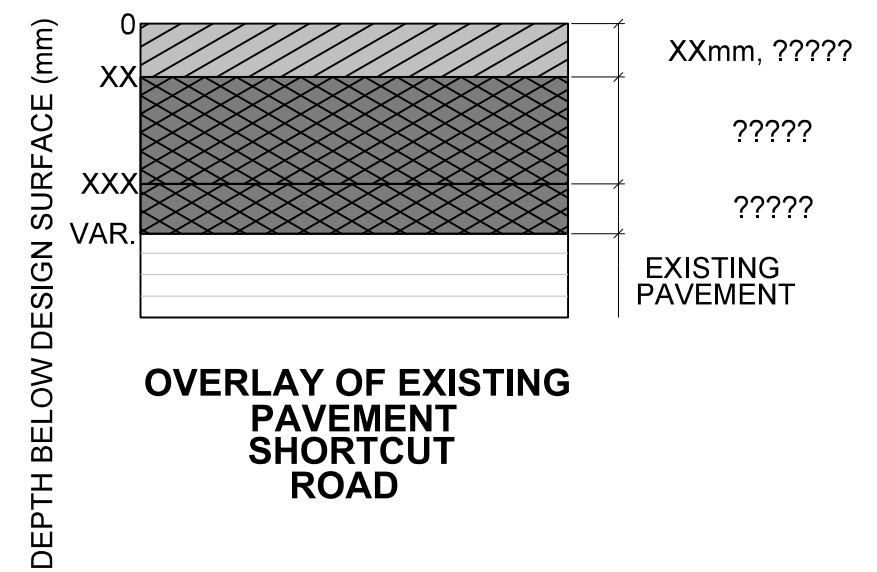 DEPTH BELOW DESIGN SURFACE (mm)
0
XX
XXX
VAR.
XXmm, ?????
?????
?????
EXISTING
PAVEMENT
OVERLAY OF EXISTING
PAVEMENT
SHORTCUT
ROAD